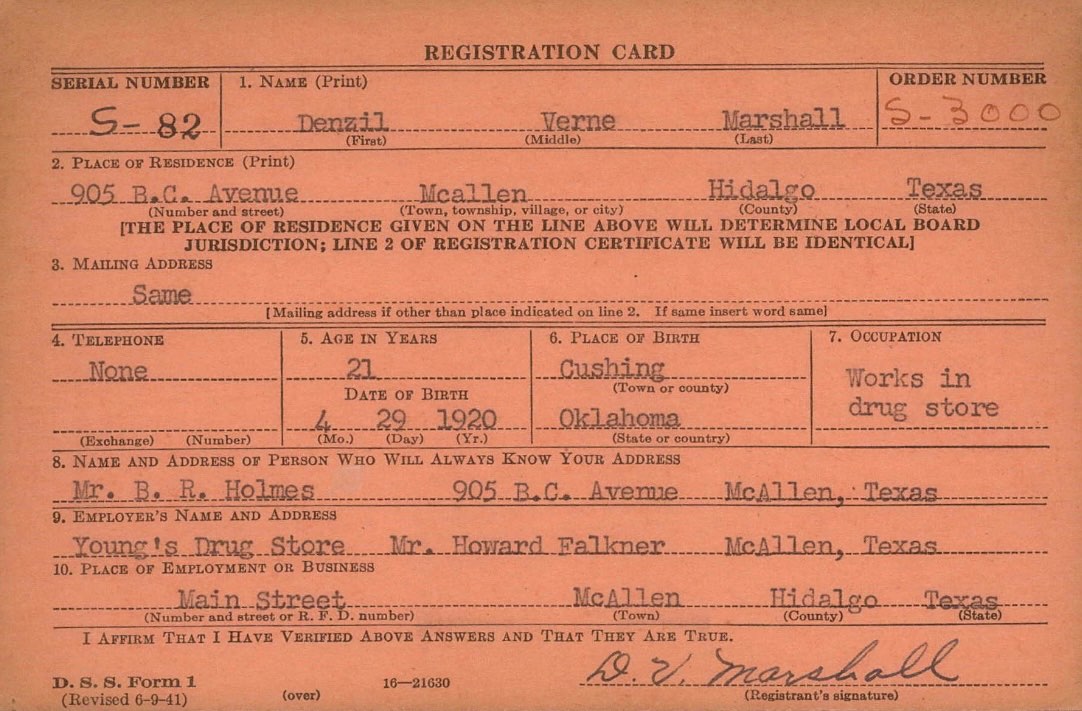 REGISTRATION CARD
SERIAL NUMBER 1. NAME (Print) ORDER NUMBER
S- 82 Denzil Verne Marshall S- 3000
(First) (Middle) (Last)
2. PLACE OF RESIDENCE (Print)
905 B.C. Avenue Mcallen Hidalgo Texas
(Number and street) (Town, township, village, or city) (County) (State)
[THE PLACE OF RESIDENCE GIVEN ON THE LINE ABOVE WILL DETERMINE LOCAL BOARD
JURISDICTION; LINE 2 OF REGISTRATION CERTIFICATE WILL BE IDENTICAL]
3. MAILING ADDRESS
Same
[Mailing address if other than place indicated on line 2. If same insert word same]
4. TELEPHONE 5. AGE IN YEARS 6. PLACE OF BIRTH 7. OCCUPATION
None 21 Cushing Works in
(Town or county)
DATE OF BIRTH drug store
4 29 1920 Oklahoma
(Exchange) (Number) (Mo.) (Day) (Yr.) (State or country)
8. NAME AND ADDRESS OF PERSON WHO WILL ALWAYS KNOW YOUR ADDRESS
Mr. B. R. Holmes 905 B.C. Avenue McAllen, Texas
9. EMPLOYER'S NAME AND ADDRESS
Young's Drug Store Mr. Howard Falkner McAllen, Texas
10. PLACE OF EMPLOYMENT OR BUSINESS
Main Street McAllen Hidalgo Texas
(Number and street or R. F. D. number) (Town) (County) (State)
I AFFIRM THAT I HAVE VERIFIED ABOVE ANSWERS AND THAT THEY ARE TRUE.
D. V. Marshall
D. S. S. Form 1 16—21630
(Revised 6-9-41) (over) (Registrant's signature)